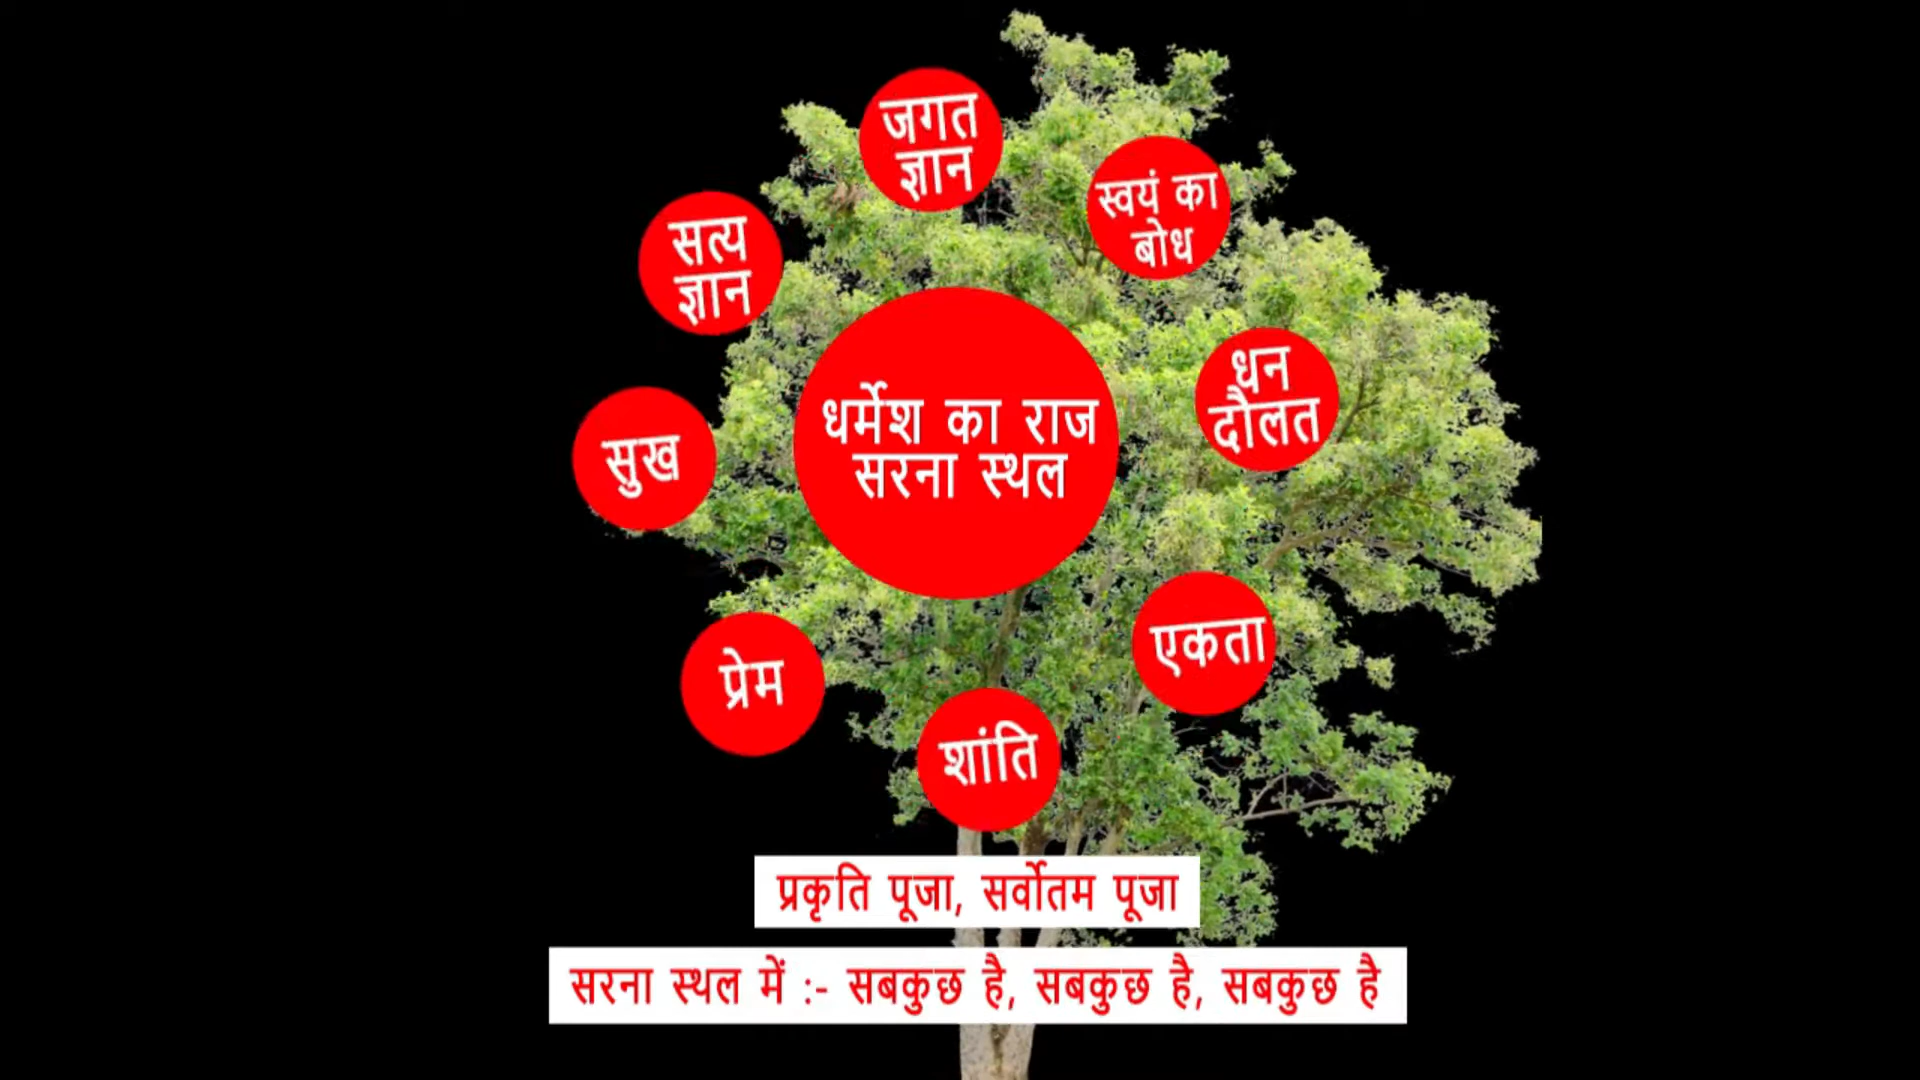 जगत
ज्ञान
स्वयं का
बोध
सत्य
ज्ञान
धन
दौलत
धर्मेश का राज
सरना स्थल
सुख
एकता
प्रेम
शांति
प्रकृति पूजा, सर्वोतम पूजा
सरना स्थल में :- सबकुछ है, सबकुछ है, सबकुछ है